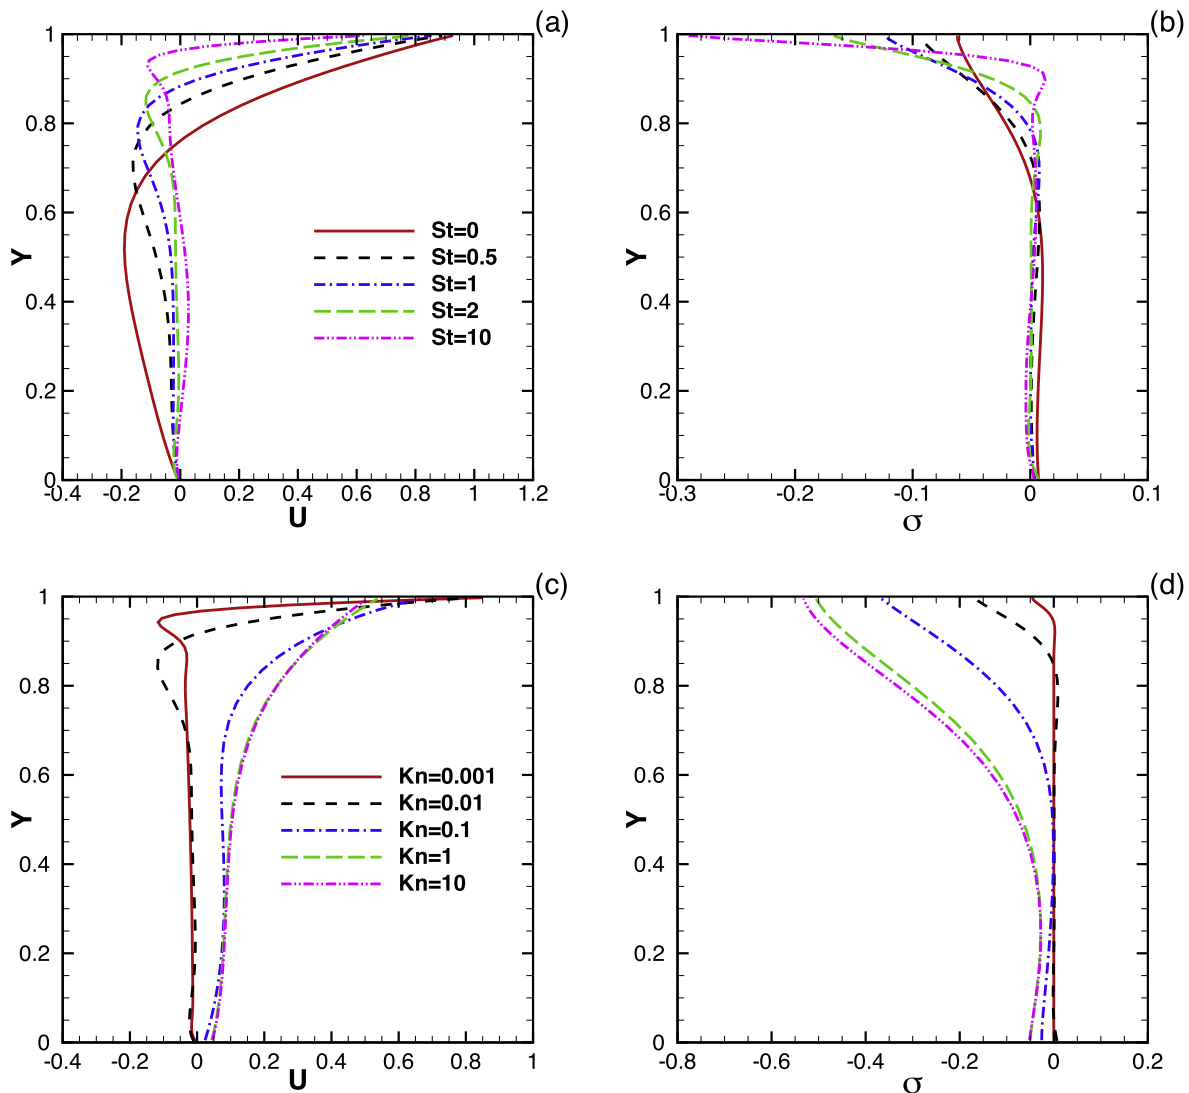 (a)
1
0.8
0.6
0.4
0.2
0
Y
-0.4 -0.2 0 0.2 0.4 0.6 0.8 1 1.2
U
St=0
St=0.5
St=1
St=2
St=10
(b)
1
0.8
0.6
0.4
0.2
0
Y
-0.3 -0.2 -0.1 0 0.1
σ
(c)
1
0.8
0.6
0.4
0.2
0
Y
-0.4 -0.2 0 0.2 0.4 0.6 0.8 1
U
Kn=0.001
Kn=0.01
Kn=0.1
Kn=1
Kn=10
(d)
1
0.8
0.6
0.4
0.2
0
Y
-0.8 -0.6 -0.4 -0.2 0 0.2
σ